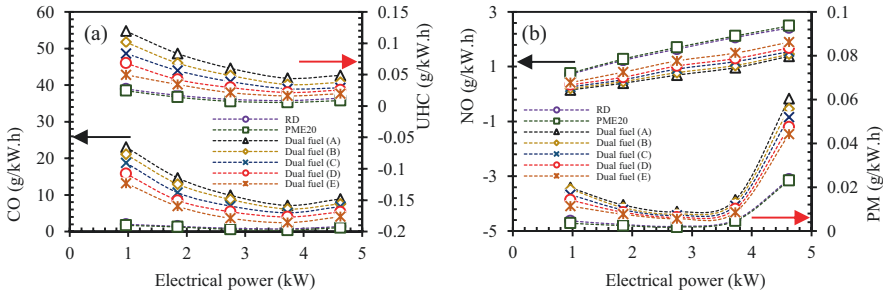 (a)
CO (g/kW.h)
60
50
40
30
20
10
0
0 1 2 3 4 5
Electrical power (kW)
0.15
0.1
0.05
0
-0.05
-0.1
-0.15
-0.2
UHC (g/kW.h)
RD
PME20
Dual fuel (A)
Dual fuel (B)
Dual fuel (C)
Dual fuel (D)
Dual fuel (E)
(b)
NO (g/kW.h)
3
1
-1
-3
-5
0 1 2 3 4 5
Electrical power (kW)
0.1
0.08
0.06
0.04
0.02
0
PM (g/kW.h)
RD
PME20
Dual fuel (A)
Dual fuel (B)
Dual fuel (C)
Dual fuel (D)
Dual fuel (E)